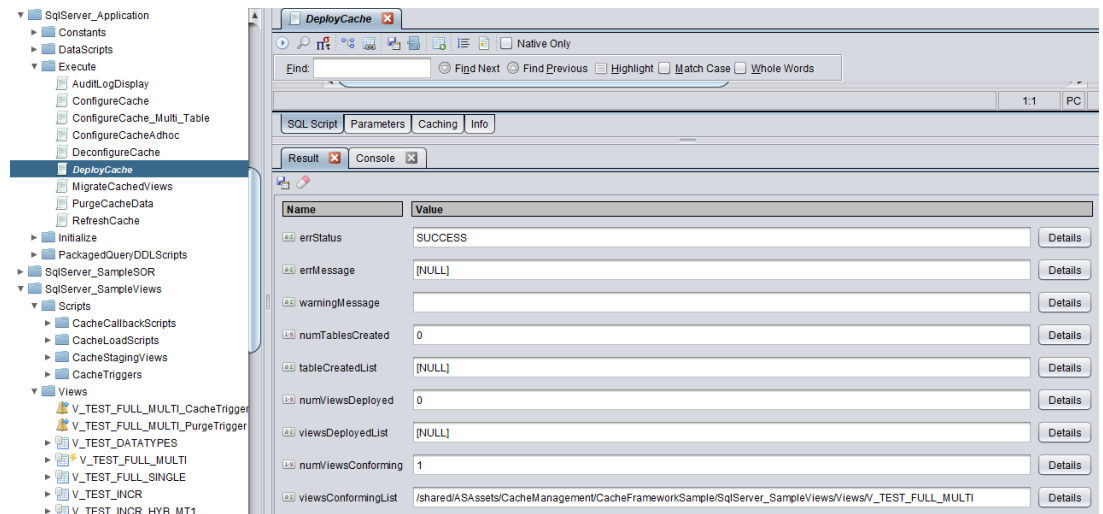 SqlServer_Application
Constants
DataScripts
Execute
AuditLogDisplay
ConfigureCache
ConfigureCache_Multi_Table
ConfigureCacheAdhoc
DeconfigureCache
DeployCache
MigrateCachedViews
PurgeCacheData
RefreshCache
Initialize
PackagedQueryDDLScripts
SqlServer_SampleSOR
SqlServer_SampleViews
Scripts
CacheCallbackScripts
CacheLoadScripts
CacheStagingViews
CacheTriggers
Views
V_TEST_FULL_MULTI_CacheTrigger
V_TEST_FULL_MULTI_PurgeTrigger
V_TEST_DATATYPES
V_TEST_FULL_MULTI
V_TEST_FULL_SINGLE
V_TEST_INCR
V_TEST_INCR_HYB_MT1
DeployCache
Native Only
Find: Find Next Find Previous Highlight Match Case Whole Words
1:1 PC
SQL Script Parameters Caching Info
Result Console
Name Value
errStatus SUCCESS Details
errMessage [NULL] Details
warningMessage Details
numTablesCreated 0 Details
tableCreatedList [NULL] Details
numViewsDeployed 0 Details
viewsDeployedList [NULL] Details
numViewsConforming 1 Details
viewsConformingList /shared/ASAssets/CacheManagement/CacheFrameworkSample/SqlServer_SampleViews/Views/V_TEST_FULL_MULTI Details